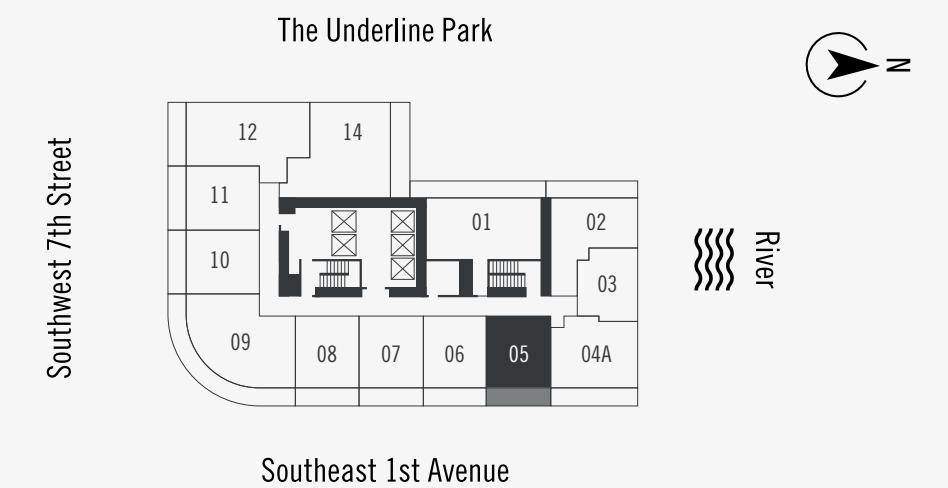 The Underline Park
N
12
14
11
01
02
Southwest 7th Street
River
10
03
09
08
07
06
05
04A
Southeast 1st Avenue